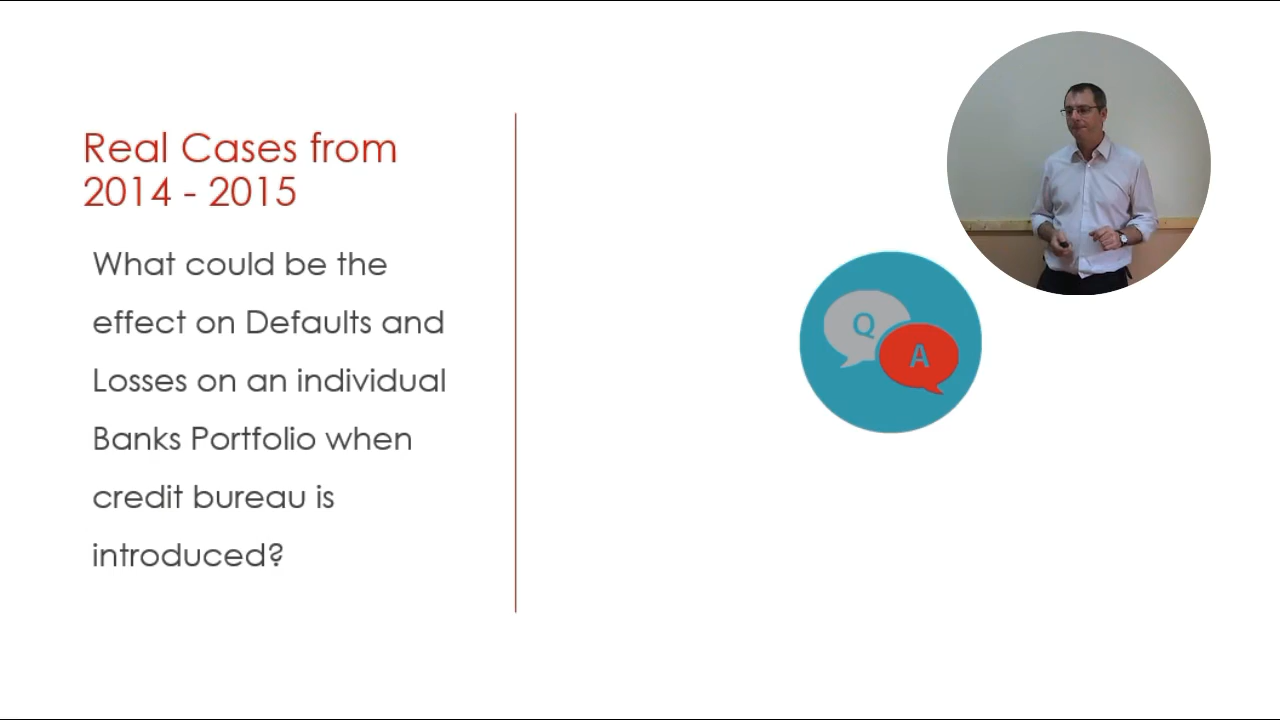 Real Cases from
2014 - 2015
What could be the
effect on Defaults and
Losses on an individual
Banks Portfolio when
credit bureau is
introduced?
Q
A